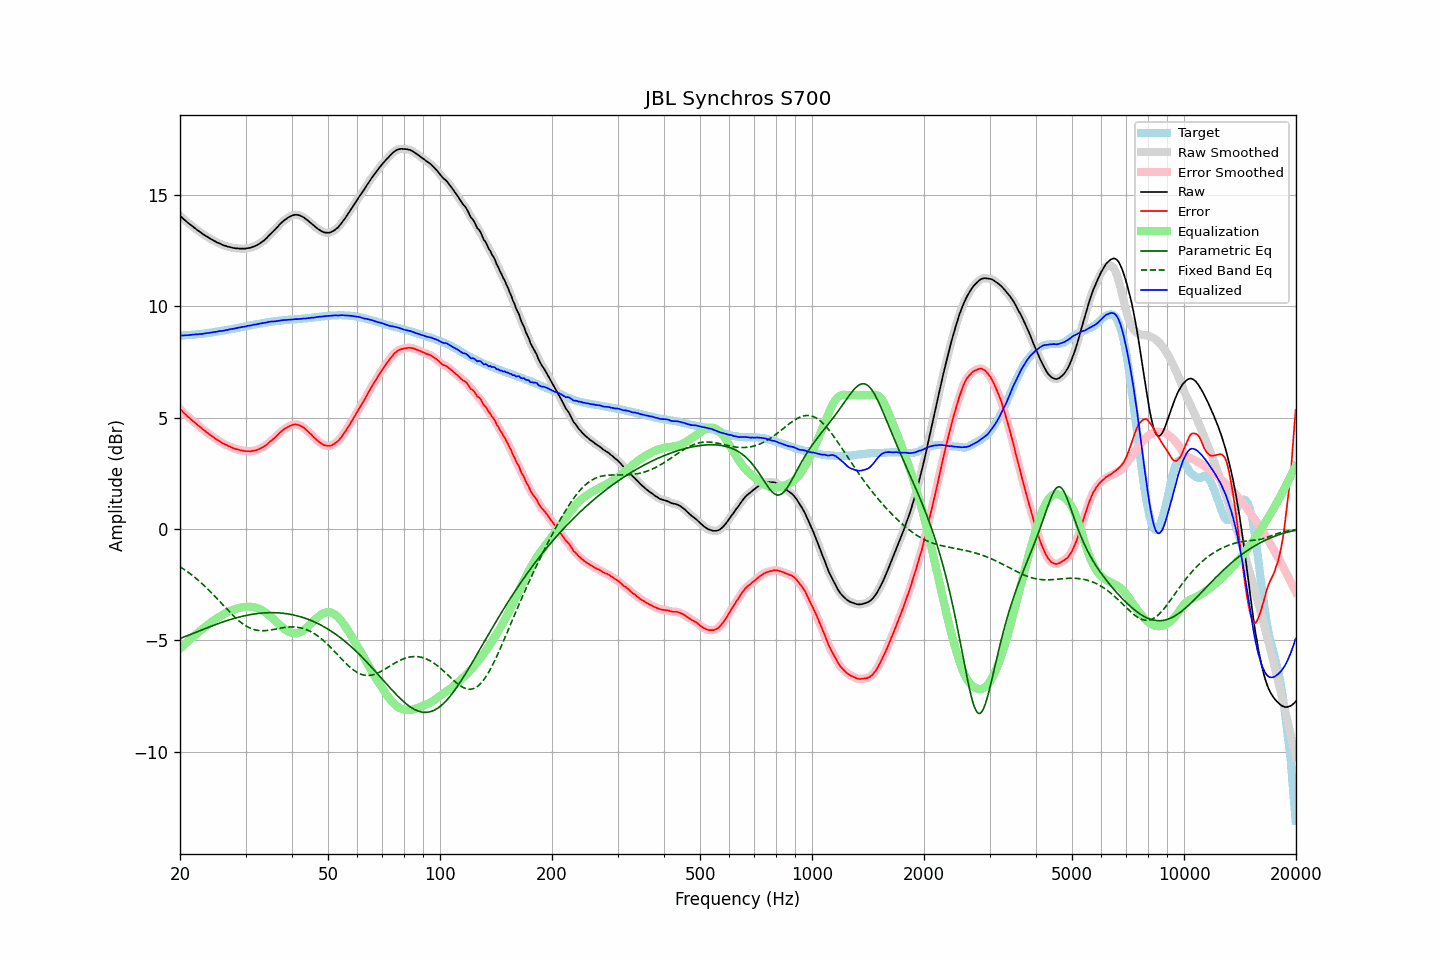 JBL Synchros S700
Target
Raw Smoothed
Error Smoothed
Raw
Error
Equalization
Parametric Eq
Fixed Band Eq
Equalized
15
10
5
0
−5
−10
Amplitude (dBr)
20
50
100
200
500
1000
2000
5000
10000
20000
Frequency (Hz)